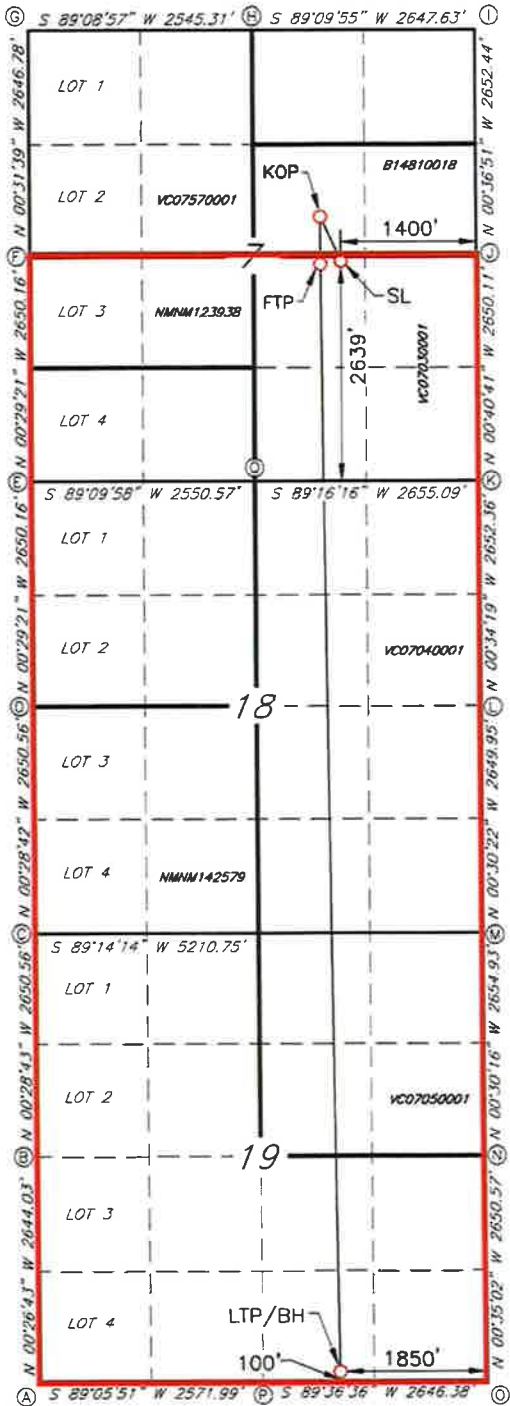 G S 89°08'57" W 2545.31' H S 89°09'55" W 2647.63' I
N 00°31'39" W 2646.78'
N 00°36'51" W 2652.44'
LOT 1
B14810018
KOP
LOT 2 VC07570001
1400'
F 7 J
FTP SL
LOT 3 NMNM123938
2639'
VC07030001
N 00°29'21" W 2650.16'
N 00°40'41" W 2650.11'
LOT 4
Q
E S 89°09'58" W 2550.57' S 89°16'16" W 2655.09' K
LOT 1
N 00°29'21" W 2650.16'
N 00°34'19" W 2652.36'
LOT 2 VC07040001
D 18 L
LOT 3
N 00°28'42" W 2650.56'
N 00°30'22" W 2649.95'
LOT 4 NMNM142579
C S 89°14'14" W 5210.75' M
LOT 1
N 00°28'43" W 2650.56'
N 00°30'16" W 2654.93'
LOT 2 VC07050001
B 19 N
LOT 3
N 00°26'43" W 2644.03'
N 00°35'02" W 2650.57'
LOT 4 LTP/BH
100' 1850'
A S 89°05'51" W 2571.99' P S 89°36'36" W 2646.38' O